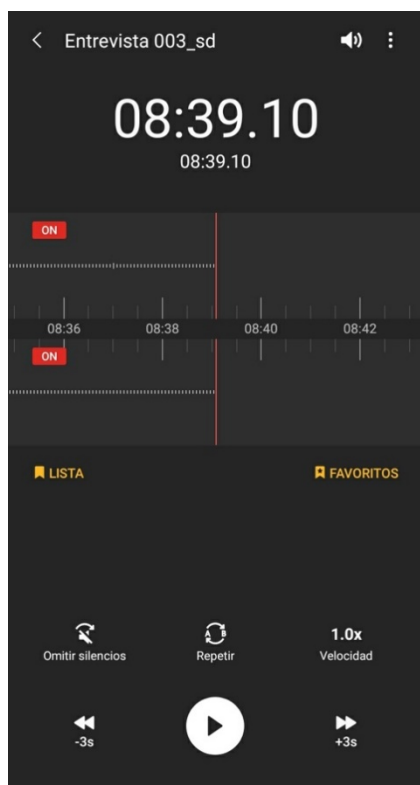 Entrevista 003_sd
08:39.10
08:39.10
ON
08:36 08:38 08:40 08:42
ON
LISTA FAVORITOS
A B 1.0x
Omitir silencios Repetir Velocidad
-3s +3s